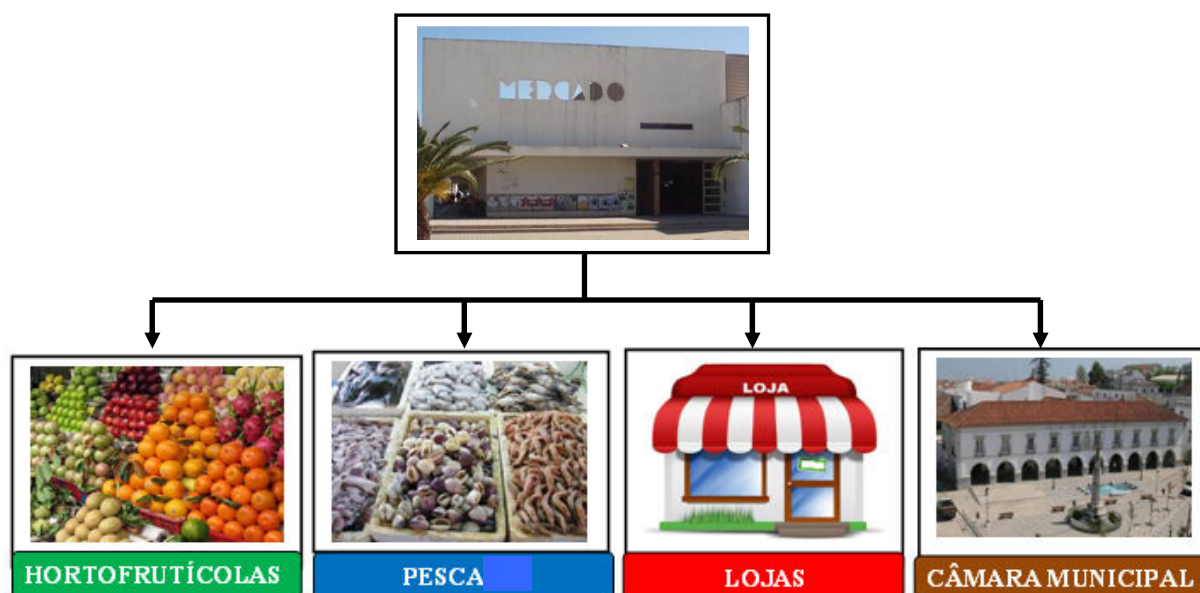 MERCADO
LOJA
HORTOFRUTÍCOLAS
PESCA
LOJAS
CÂMARA MUNICIPAL